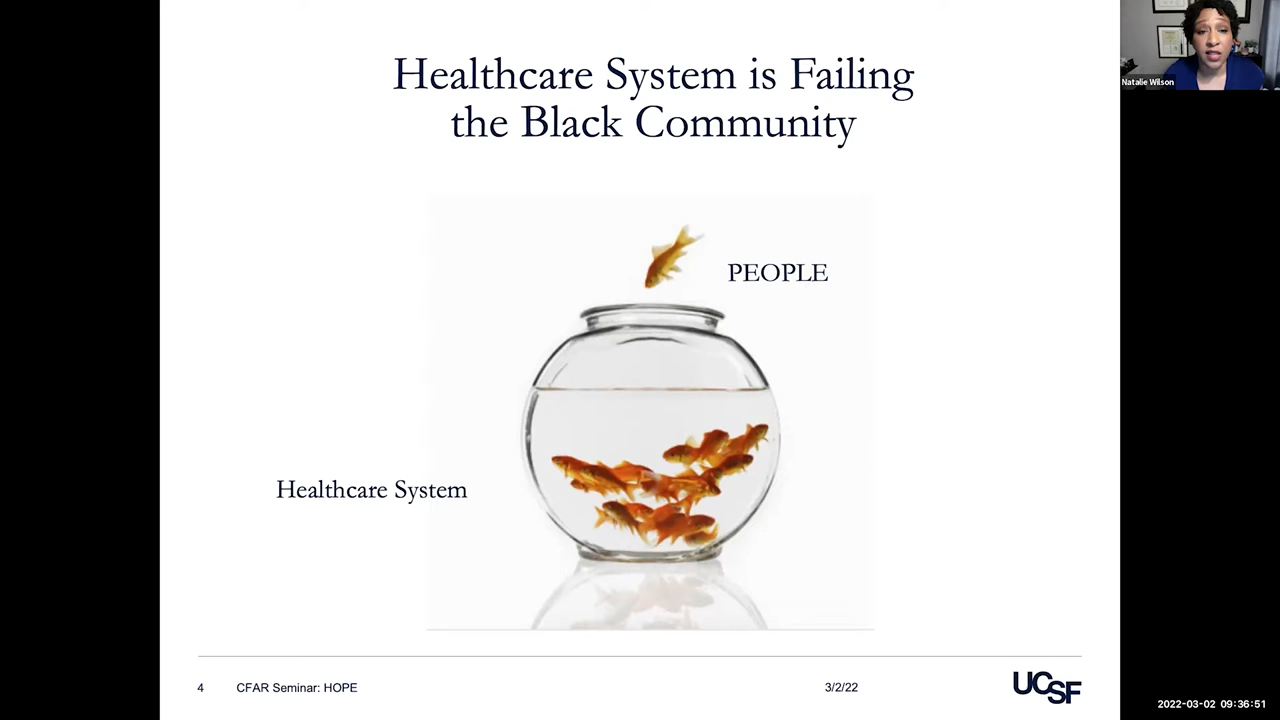 Healthcare System is Failing
the Black Community
Natalie Wilson
PEOPLE
Healthcare System
4 CFAR Seminar: HOPE 3/2/22 UCSF
2022-03-02 09:36:51